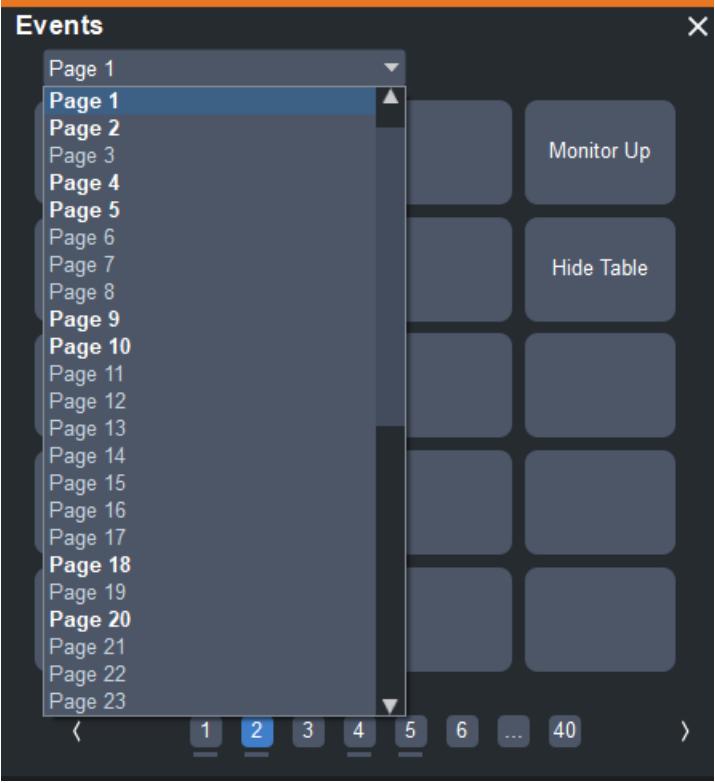 Events
Page 1
Page 1
Page 2
Page 3
Page 4
Page 5
Page 6
Page 7
Page 8
Page 9
Page 10
Page 11
Page 12
Page 13
Page 14
Page 15
Page 16
Page 17
Page 18
Page 19
Page 20
Page 21
Page 22
Page 23
Monitor Up
Hide Table
1 2 3 4 5 6 ... 40